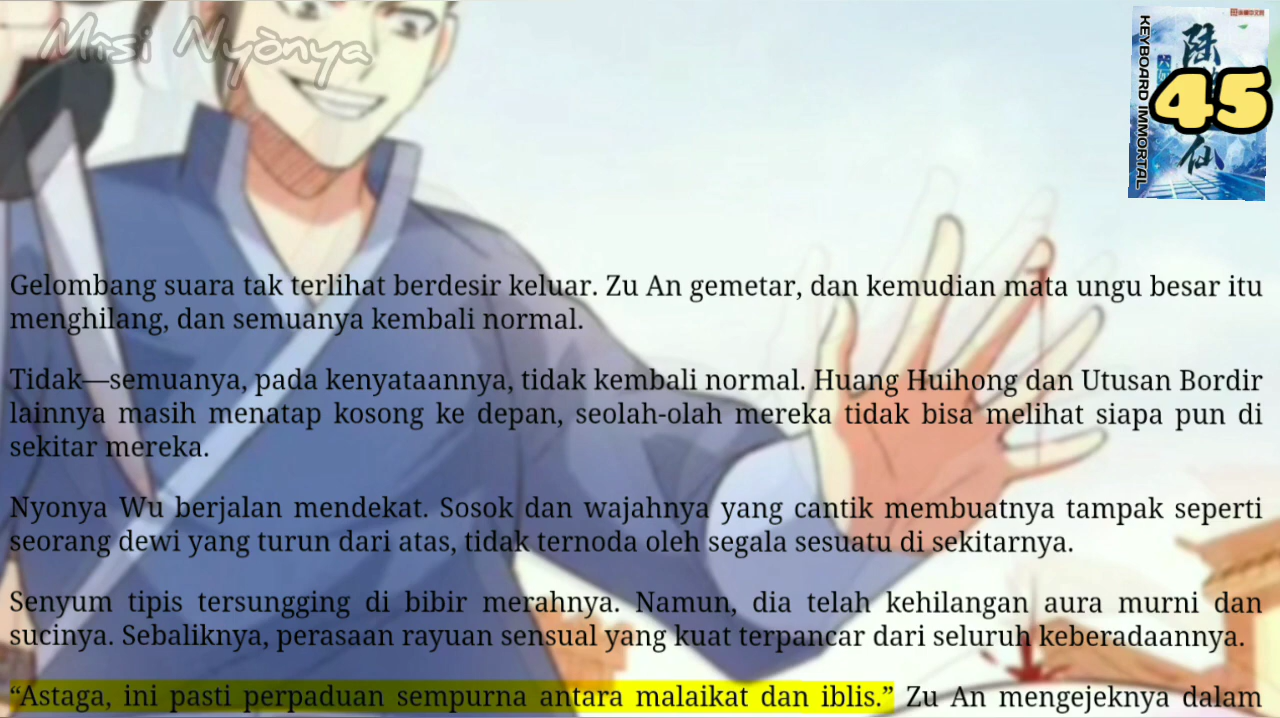 Mrsi Nyònya
KEYBOARD IMMORTAL
45
Gelombang suara tak terlihat berdesir keluar. Zu An gemetar, dan kemudian mata ungu besar itu
menghilang, dan semuanya kembali normal.
Tidak—semuanya, pada kenyataannya, tidak kembali normal. Huang Huihong dan Utusan Bordir
lainnya masih menatap kosong ke depan, seolah-olah mereka tidak bisa melihat siapa pun di
sekitar mereka.
Nyonya Wu berjalan mendekat. Sosok dan wajahnya yang cantik membuatnya tampak seperti
seorang dewi yang turun dari atas, tidak ternoda oleh segala sesuatu di sekitarnya.
Senyum tipis tersungging di bibir merahnya. Namun, dia telah kehilangan aura murni dan
sucinya. Sebaliknya, perasaan rayuan sensual yang kuat terpancar dari seluruh keberadaannya.
“Astaga, ini pasti perpaduan sempurna antara malaikat dan iblis.” Zu An mengejeknya dalam